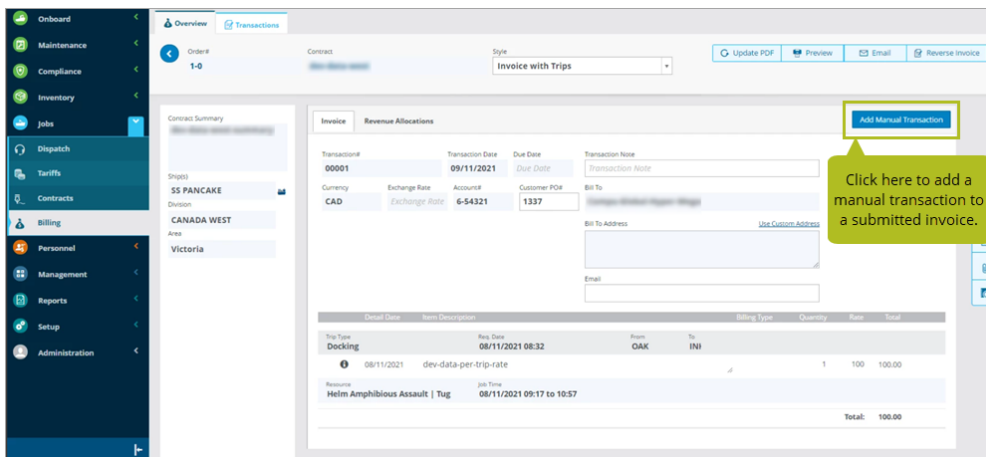 Onboard
Maintenance
Compliance
Inventory
Jobs
Dispatch
Tariffs
Contracts
Billing
Personnel
Management
Reports
Setup
Administration
Overview Transactions
Order# Contract Style
1-0 Invoice with Trips
Update PDF Preview Email Reverse Invoice
Contract Summary
Ship(s)
SS PANCAKE
Division
CANADA WEST
Area
Victoria
Invoice Revenue Allocations
Add Manual Transaction
Click here to add a
manual transaction to
a submitted invoice.
Transaction# Transaction Date Due Date Transaction Note
00001 09/11/2021 Due Date Transaction Note
Currency Exchange Rate Account# Customer PO# Bill To
CAD Exchange Rate 6-54321 1337
Bill To Address Use Custom Address
Email
Detail Date Item Description Billing Type Quantity Rate Total
Trip Type Req. Date From To
Docking 08/11/2021 08:32 OAK
08/11/2021 dev-data-per-trip-rate 1 100 100.00
Resource Job Time
Helm Amphibious Assault | Tug 08/11/2021 09:17 to 10:57
Total: 100.00